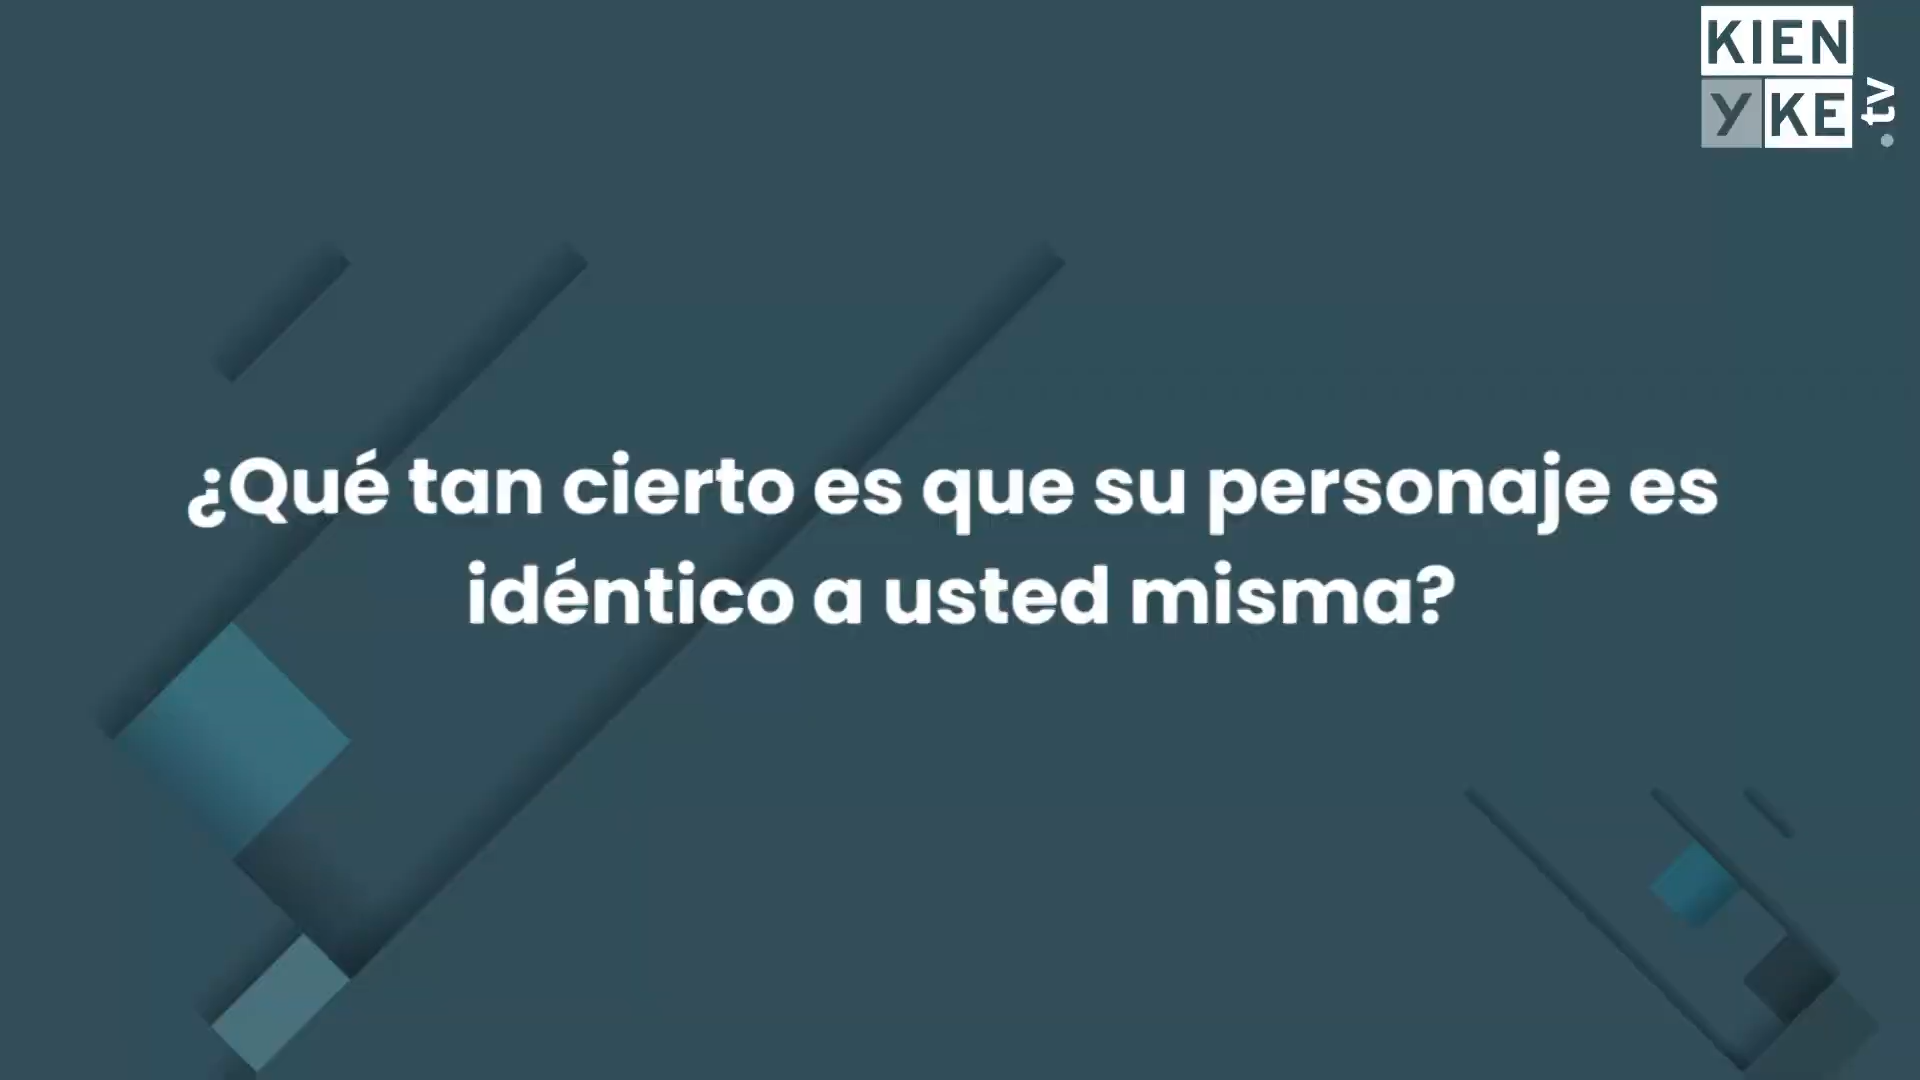 KIEN
YKE
.tv
¿Qué tan cierto es que su personaje es
idéntico a usted misma?